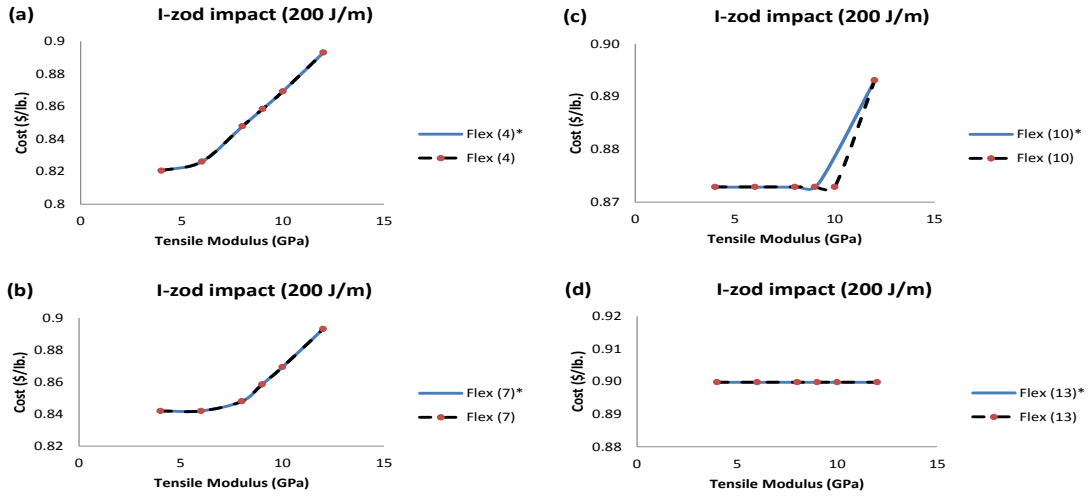 (a)
I-zod impact (200 J/m)
0.9
0.88
0.86
0.84
0.82
0.8
Cost ($/lb.)
0
5
10
15
Tensile Modulus (GPa)
Flex (4)*
Flex (4)
(c)
I-zod impact (200 J/m)
0.90
0.89
0.88
0.87
Cost ($/lb.)
0
5
10
15
Tensile Modulus (GPa)
Flex (10)*
Flex (10)
(b)
I-zod impact (200 J/m)
0.9
0.88
0.86
0.84
0.82
Cost ($/lb.)
0
5
10
15
Tensile Modulus (GPa)
Flex (7)*
Flex (7)
(d)
I-zod impact (200 J/m)
0.92
0.91
0.90
0.89
0.88
Cost ($/lb.)
0
5
10
15
Tensile Modulus (GPa)
Flex (13)*
Flex (13)